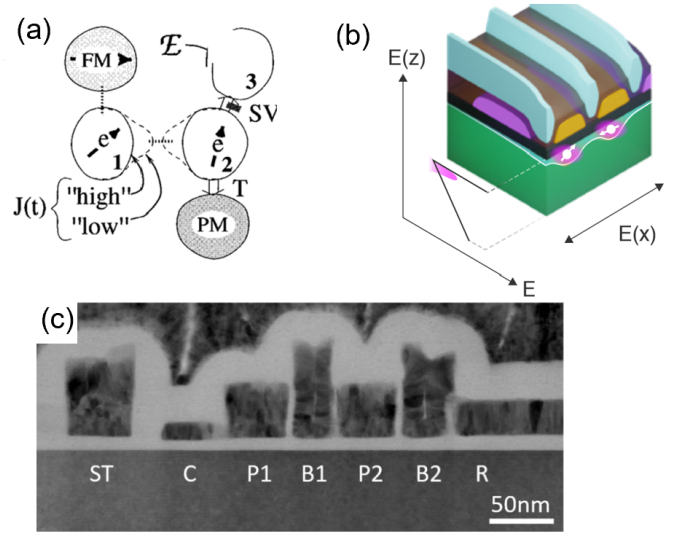 (a)
FM
ℰ
3
SV
e
1
e
2
J(t)
"high"
"low"
T
PM
(b)
E(z)
E(x)
E
(c)
ST C P1 B1 P2 B2 R
50nm